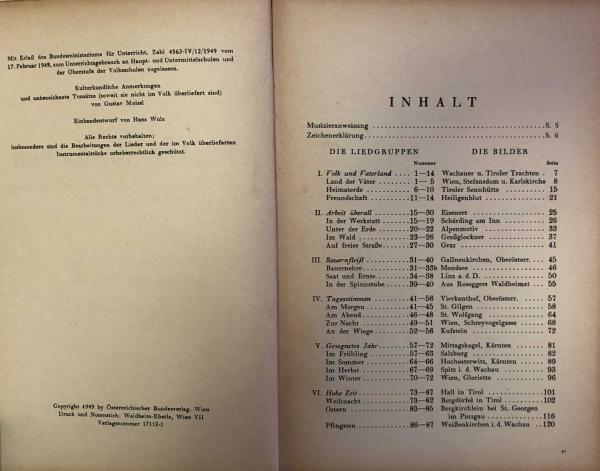 Mit Erlaß des Bundesministeriums für Unterricht, Zahl 4563-IV/12/1949 vom
17. Februar 1949, zum Unterrichtsgebrauch an Haupt- und Untermittelschulen und
der Oberstufe der Volksschulen zugelassen.
Kulturkundliche Anmerkungen
und unbezeichnete Tonsätze (soweit sie nicht im Volk überliefert sind)
von Gustav Moissl
Einbandentwurf von Hans Wulz
Alle Rechte vorbehalten;
insbesondere sind die Bearbeitungen der Lieder und der im Volk überlieferten
Instrumentalstücke urheberrechtlich geschützt.
Copyright 1949 by Österreichischer Bundesverlag, Wien
Druck und Notenstich: Waldheim-Eberle, Wien VII
Verlagsnummer 17112-1
INHALT
Musizieranweisung S. 5
Zeichenerklärung S. 6
DIE LIEDGRUPPEN DIE BILDER
Nummer Seite
I. Volk und Vaterland 1—14 Wachauer u. Tiroler Trachten 7
Land der Väter 1— 5 Wien, Stefansdom u. Karlskirche 8
Heimaterde 6—10 Tiroler Sennhütte 15
Freundschaft 11—14 Heiligenblut 21
II. Arbeit überall 15—30 Eisenerz 25
In der Werkstatt 15—19 Schärding am Inn 26
Unter der Erde 20—22 Alpenmotiv 33
Im Wald 23—26 Großglockner 37
Auf freier Straße 27—30 Graz 41
III. Bauernfleiß 31—40 Gallneukirchen, Oberösterr. 45
Bauernehre 31—33b Mondsee 46
Saat und Ernte 34—38 Linz a. d. D. 50
In der Spinnstube 39—40 Aus Roseggers Waldheimat 55
IV. Tagesstimmen 41—56 Vierkanthof, Oberösterr. 57
Am Morgen 41—45 St. Gilgen 58
Am Abend 46—48 St. Wolfgang 64
Zur Nacht 49—51 Wien, Schreyvogelgasse 68
An der Wiege 52—56 Kufstein 72
V. Gesegnetes Jahr 57—72 Mittagskogel, Kärnten 81
Im Frühling 57—63 Salzburg 82
Im Sommer 64—66 Hochosterwitz, Kärnten 89
Im Herbst 67—69 Spitz i. d. Wachau 93
Im Winter 70—72 Wien, Gloriette 96
VI. Hohe Zeit 73—87 Hall in Tirol 101
Weihnacht 73—82 Bergdörfel in Tirol 102
Ostern 83—85 Bergkirchlein bei St. Georgen
im Pinzgau 116
Pfingsten 86—87 Weißenkirchen i. d. Wachau 120